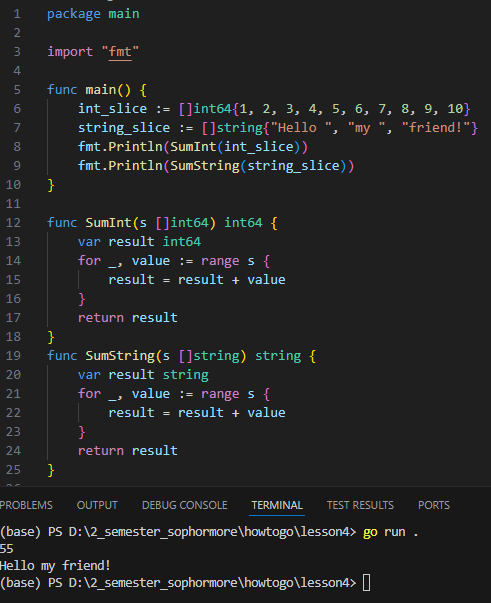 1 package main
2
3 import "fmt"
4
5 func main() {
6 int_slice := []int64{1, 2, 3, 4, 5, 6, 7, 8, 9, 10}
7 string_slice := []string{"Hello ", "my ", "friend!"}
8 fmt.Println(SumInt(int_slice))
9 fmt.Println(SumString(string_slice))
10 }
11
12 func SumInt(s []int64) int64 {
13 var result int64
14 for _, value := range s {
15 result = result + value
16 }
17 return result
18 }
19 func SumString(s []string) string {
20 var result string
21 for _, value := range s {
22 result = result + value
23 }
24 return result
25 }
PROBLEMS OUTPUT DEBUG CONSOLE TERMINAL TEST RESULTS PORTS
(base) PS D:\2_semester_sophormore\howtogo\lesson4> go run .
55
Hello my friend!
(base) PS D:\2_semester_sophormore\howtogo\lesson4>